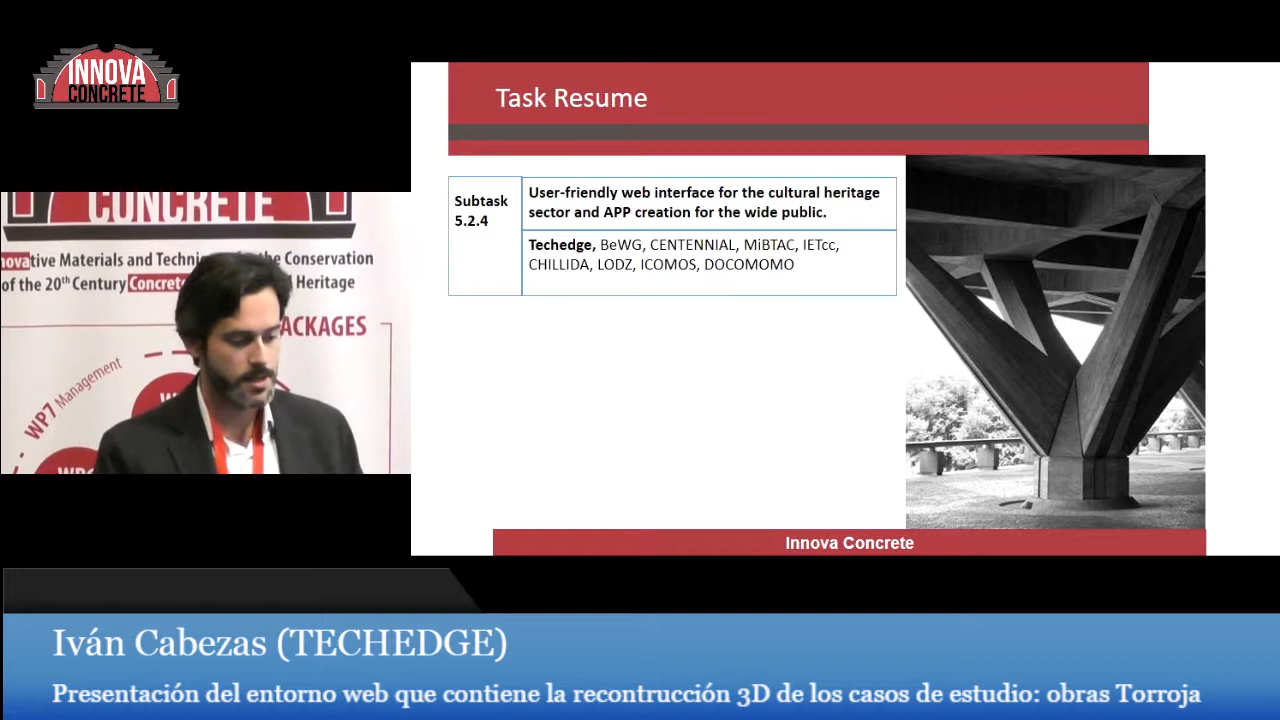 INNOVA
CONCRETE
CONCRETE
novative Materials and Techni
the Conservation
of the 20th Century Concrete
Heritage
PACKAGES
WP7 Management
Task Resume
Subtask
5.2.4
User-friendly web interface for the cultural heritage
sector and APP creation for the wide public.
Techedge, BeWG, CENTENNIAL, MiBTAC, IETcc,
CHILLIDA, LODZ, ICOMOS, DOCOMOMO
Innova Concrete
Iván Cabezas (TECHEDGE)
Presentación del entorno web que contiene la recontrucción 3D de los casos de estudio: obras Torroja